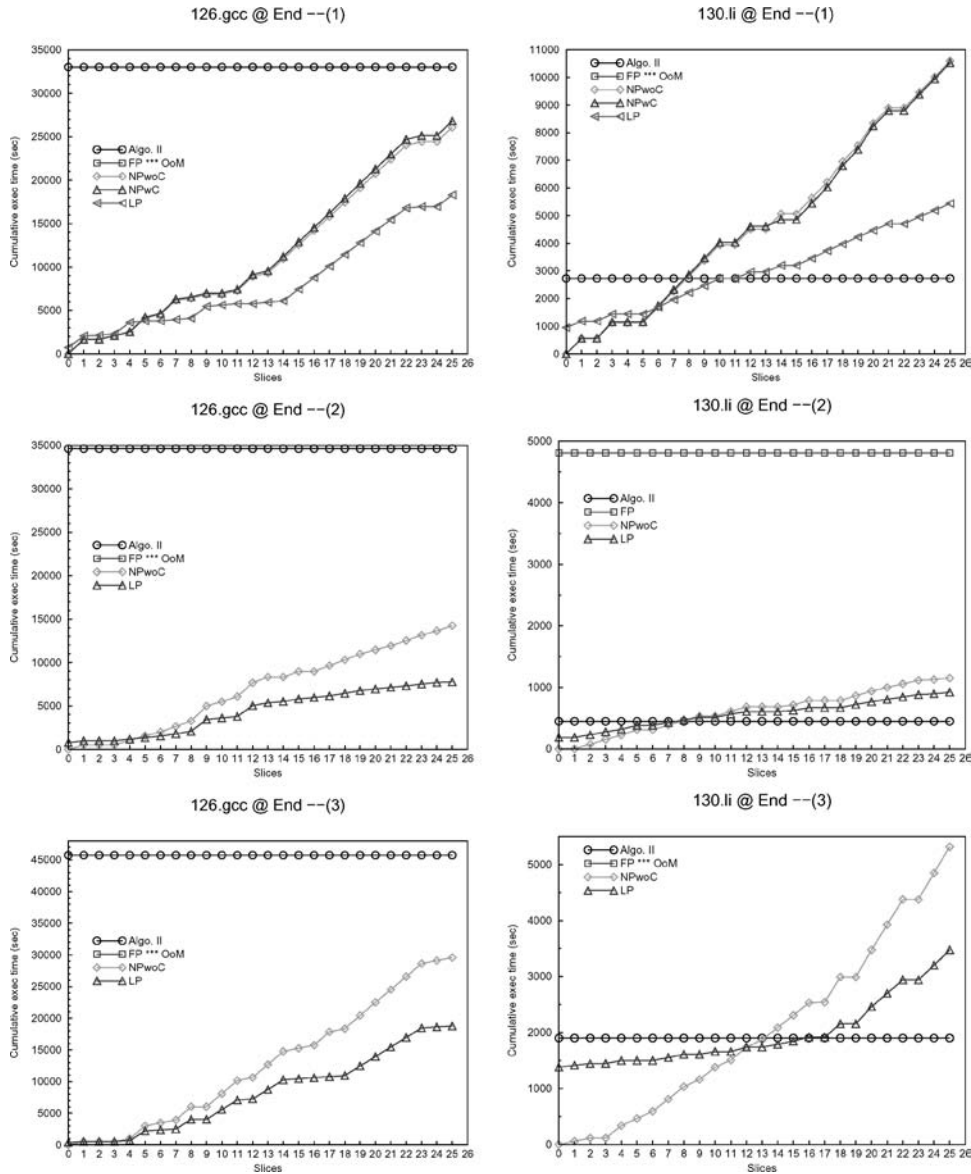 126.gcc @ End −−(1)
Cumulative exec time (sec)
35000
30000
25000
20000
15000
10000
5000
0
Algo. II
FP *** OoM
NPwoC
NPwC
LP
0 1 2 3 4 5 6 7 8 9 10 11 12 13 14 15 16 17 18 19 20 21 22 23 24 25 26
Slices
130.li @ End −−(1)
Cumulative exec time (sec)
11000
10000
9000
8000
7000
6000
5000
4000
3000
2000
1000
0
Algo. II
FP *** OoM
NPwoC
NPwC
LP
0 1 2 3 4 5 6 7 8 9 10 11 12 13 14 15 16 17 18 19 20 21 22 23 24 25 26
Slices
126.gcc @ End −−(2)
Cumulative exec time (sec)
35000
30000
25000
20000
15000
10000
5000
0
Algo. II
FP *** OoM
NPwoC
LP
0 1 2 3 4 5 6 7 8 9 10 11 12 13 14 15 16 17 18 19 20 21 22 23 24 25 26
Slices
130.li @ End −−(2)
Cumulative exec time (sec)
5000
4000
3000
2000
1000
0
Algo. II
FP
NPwoC
LP
0 1 2 3 4 5 6 7 8 9 10 11 12 13 14 15 16 17 18 19 20 21 22 23 24 25 26
Slices
126.gcc @ End −−(3)
Cumulative exec time (sec)
45000
40000
35000
30000
25000
20000
15000
10000
5000
0
Algo. II
FP *** OoM
NPwoC
LP
0 1 2 3 4 5 6 7 8 9 10 11 12 13 14 15 16 17 18 19 20 21 22 23 24 25 26
Slices
130.li @ End −−(3)
Cumulative exec time (sec)
5000
4000
3000
2000
1000
0
Algo. II
FP *** OoM
NPwoC
LP
0 1 2 3 4 5 6 7 8 9 10 11 12 13 14 15 16 17 18 19 20 21 22 23 24 25 26
Slices